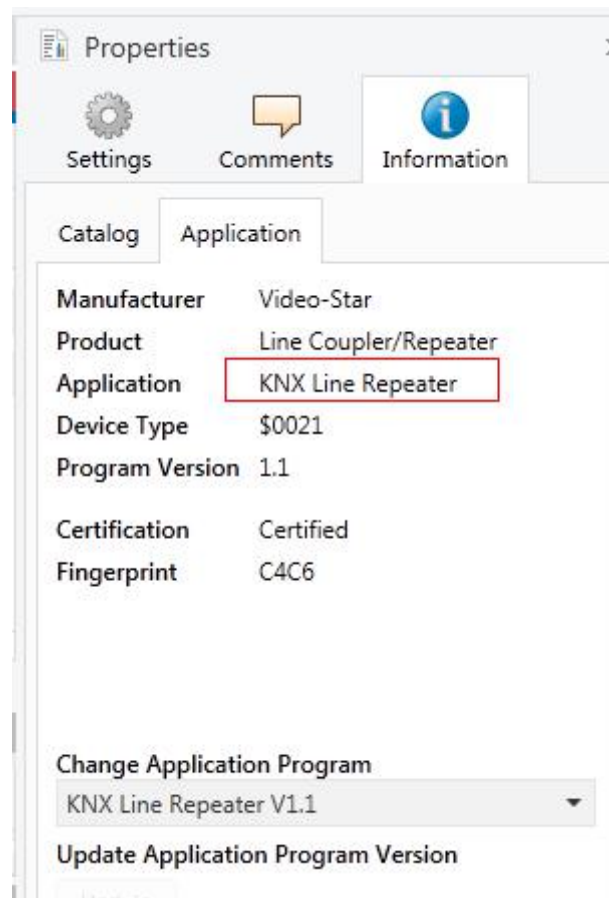 Properties
Settings Comments Information
Catalog Application
Manufacturer Video-Star
Product Line Coupler/Repeater
Application KNX Line Repeater
Device Type $0021
Program Version 1.1
Certification Certified
Fingerprint C4C6
Change Application Program
KNX Line Repeater V1.1
Update Application Program Version